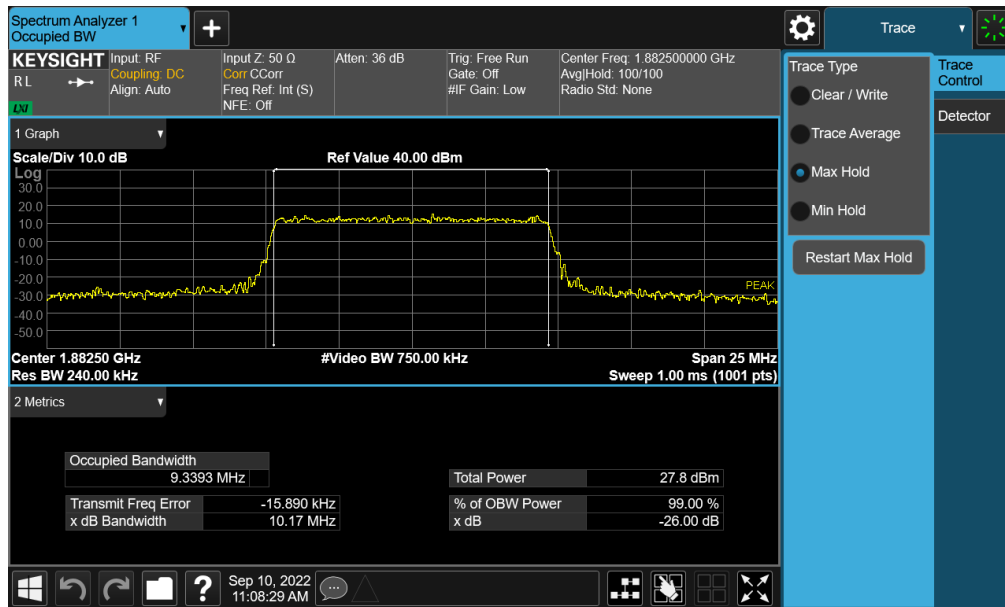 Spectrum Analyzer 1
Occupied BW
+
Trace
KEYSIGHT
RL
LXI
Input: RF
Coupling: DC
Align: Auto
Input Z: 50 Ω
Corr CCorr
Freq Ref: Int (S)
NFE: Off
Atten: 36 dB
Trig: Free Run
Gate: Off
#IF Gain: Low
Center Freq: 1.882500000 GHz
Avg|Hold: 100/100
Radio Std: None
Trace Type
Clear / Write
Trace Average
Max Hold
Min Hold
Restart Max Hold
Trace
Control
Detector
1 Graph
Scale/Div 10.0 dB
Ref Value 40.00 dBm
Log
30.0
20.0
10.0
0.00
-10.0
-20.0
-30.0
-40.0
-50.0
PEAK
Center 1.88250 GHz
#Video BW 750.00 kHz
Span 25 MHz
Res BW 240.00 kHz
Sweep 1.00 ms (1001 pts)
2 Metrics
Occupied Bandwidth
9.3393 MHz
Total Power 27.8 dBm
Transmit Freq Error -15.890 kHz
% of OBW Power 99.00 %
x dB Bandwidth 10.17 MHz
x dB -26.00 dB
?
Sep 10, 2022
11:08:29 AM